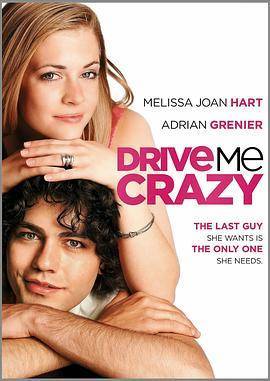 MELISSA JOAN HART
ADRIAN GRENIER
DRIVE ME
CRAZY
THE LAST GUY
SHE WANTS IS
THE ONLY ONE
SHE NEEDS.